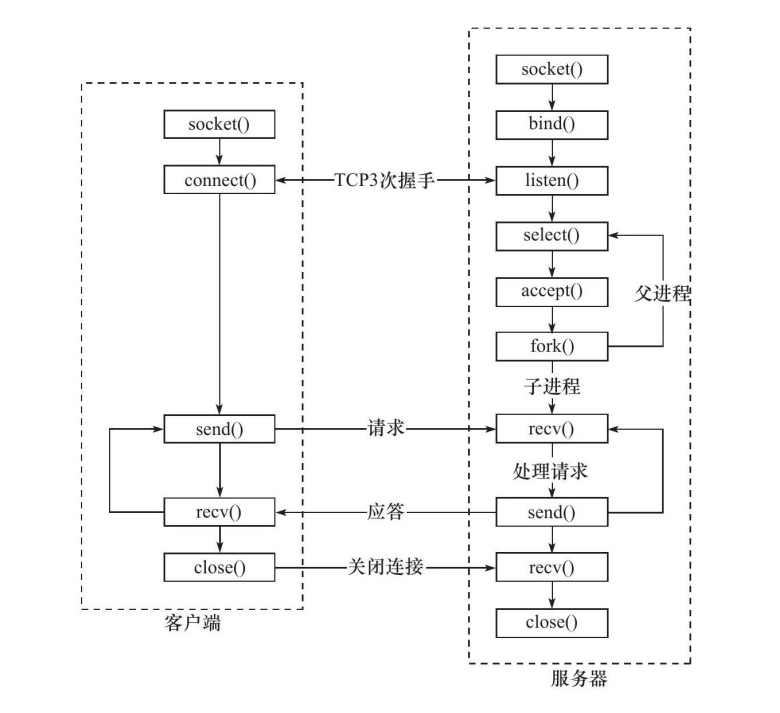 socket()
connect()
send()
recv()
close()
客户端
TCP3次握手
请求
应答
关闭连接
socket()
bind()
listen()
select()
accept()
fork()
父进程
子进程
recv()
处理请求
send()
recv()
close()
服务器